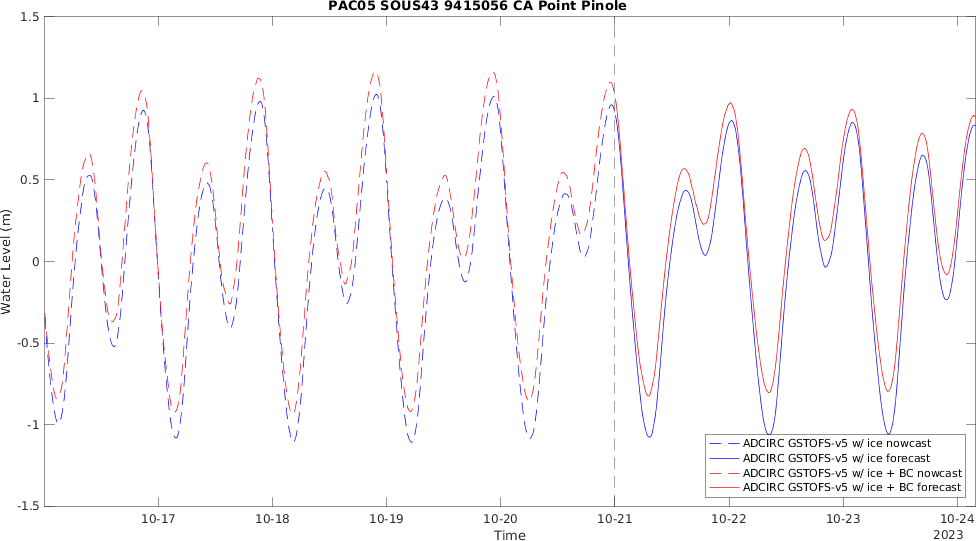 PAC05 SOUS43 9415056 CA Point Pinole
1.5
1
0.5
0
-0.5
-1
-1.5
Water Level (m)
10-17
10-18
10-19
10-20
10-21
10-22
10-23
10-24
2023
Time
ADCIRC GSTOFS-v5 w/ ice nowcast
ADCIRC GSTOFS-v5 w/ ice forecast
ADCIRC GSTOFS-v5 w/ ice + BC nowcast
ADCIRC GSTOFS-v5 w/ ice + BC forecast